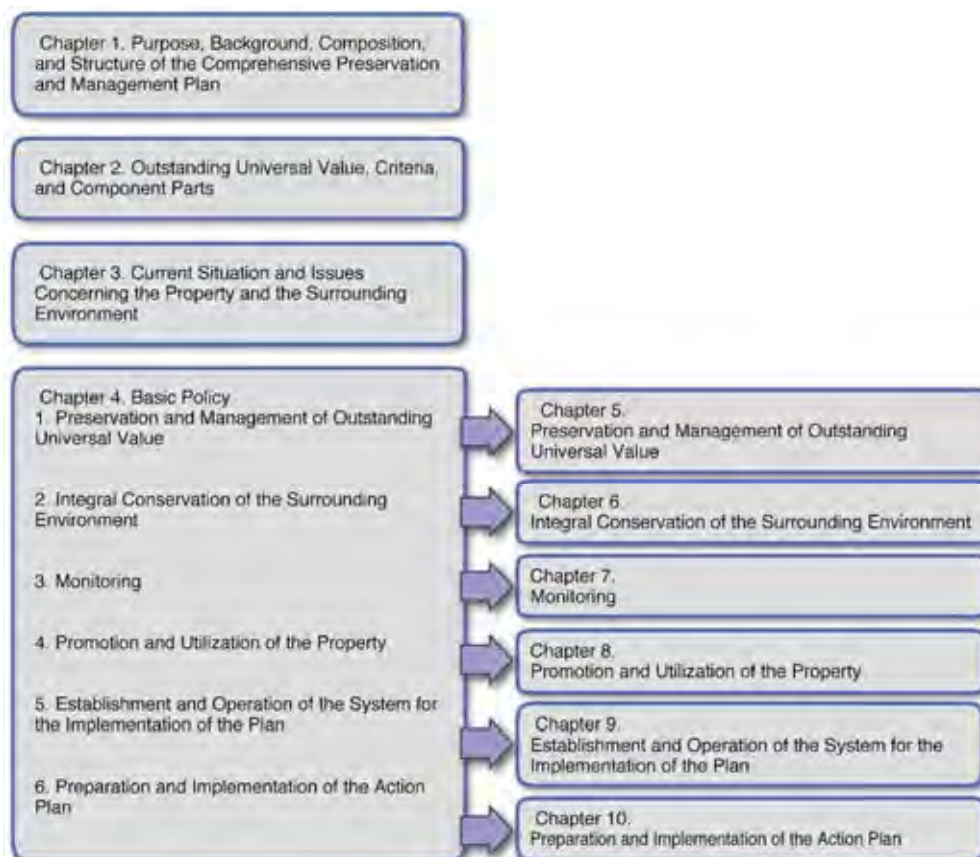 Chapter 1. Purpose, Background, Composition,
and Structure of the Comprehensive Preservation
and Management Plan
Chapter 2. Outstanding Universal Value, Criteria,
and Component Parts
Chapter 3. Current Situation and Issues
Concerning the Property and the Surrounding
Environment
Chapter 4. Basic Policy
1. Preservation and Management of Outstanding
Universal Value
2. Integral Conservation of the Surrounding
Environment
3. Monitoring
4. Promotion and Utilization of the Property
5. Establishment and Operation of the System for
the Implementation of the Plan
6. Preparation and Implementation of the Action
Plan
Chapter 5.
Preservation and Management of Outstanding
Universal Value
Chapter 6.
Integral Conservation of the Surrounding Environment
Chapter 7.
Monitoring
Chapter 8.
Promotion and Utilization of the Property
Chapter 9.
Establishment and Operation of the System for the
Implementation of the Plan
Chapter 10.
Preparation and Implementation of the Action Plan